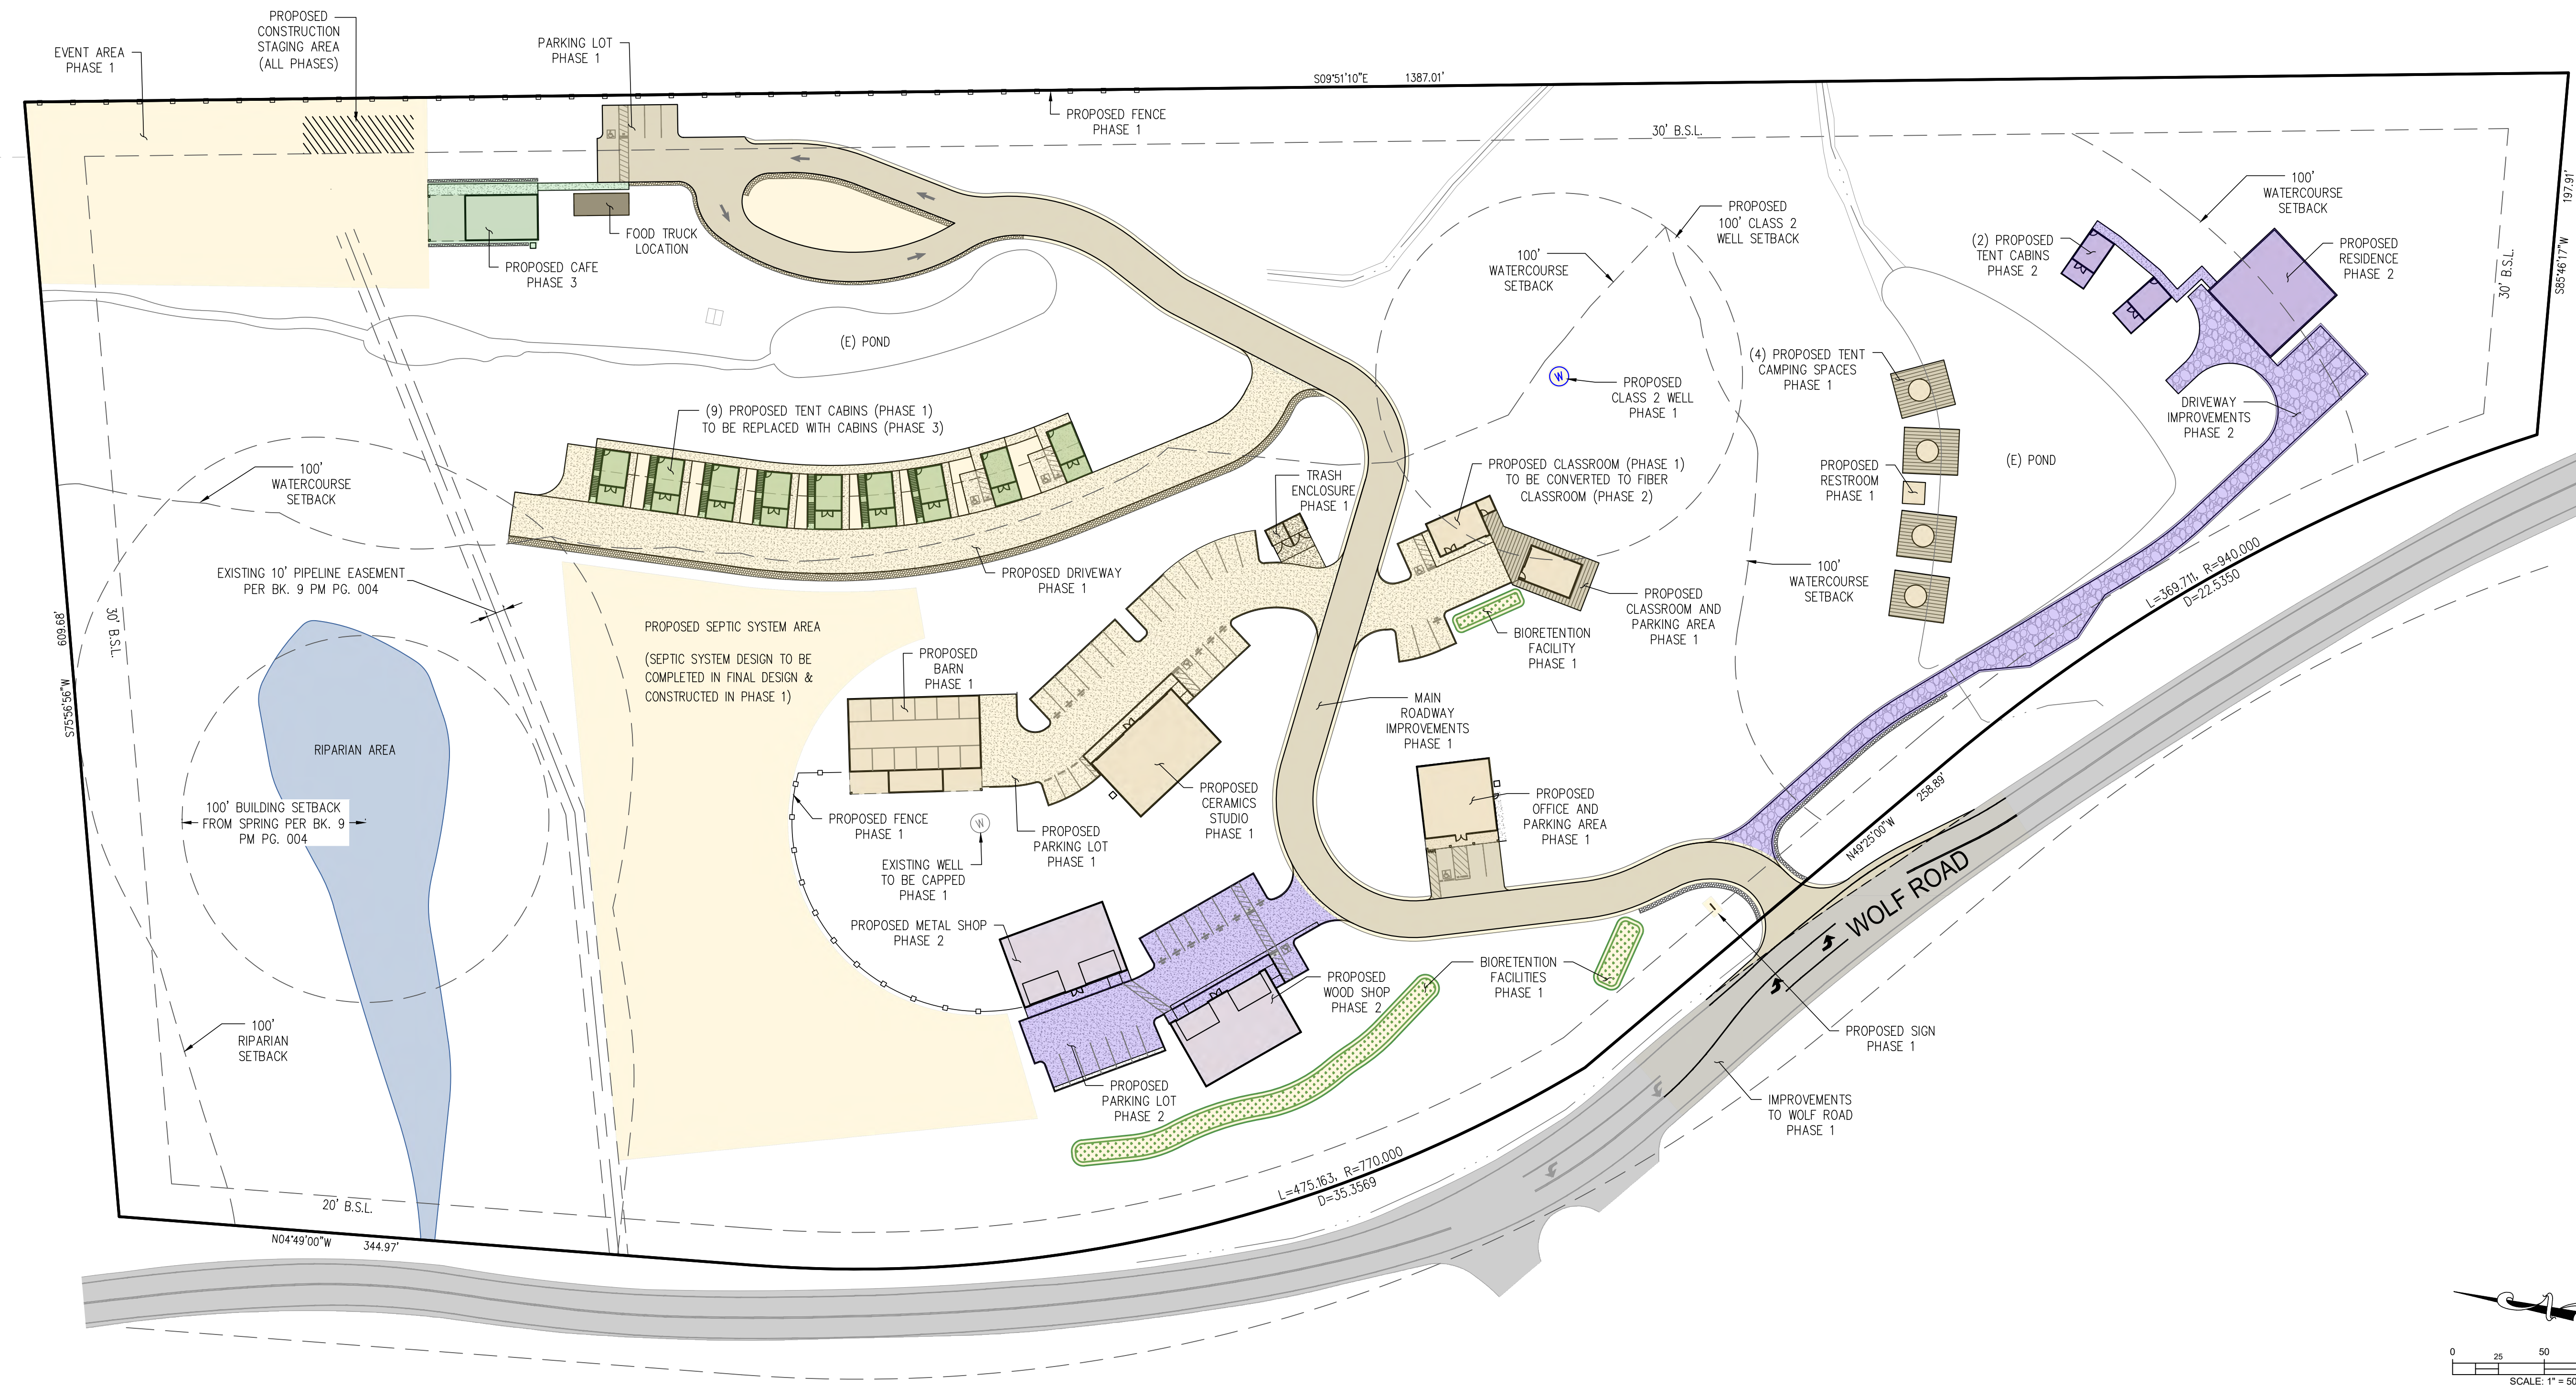 PROPOSED
CONSTRUCTION
STAGING AREA
(ALL PHASES)
EVENT AREA
PHASE 1
PARKING LOT
PHASE 1
S09°51'10"E 1387.01'
PROPOSED FENCE
PHASE 1
30' B.S.L.
100'
WATERCOURSE
SETBACK
197.91'
S85°46'17"W
30' B.S.L.
PROPOSED
100' CLASS 2
WELL SETBACK
(2) PROPOSED
TENT CABINS
PHASE 2
PROPOSED
RESIDENCE
PHASE 2
FOOD TRUCK
LOCATION
PROPOSED CAFE
PHASE 3
100'
WATERCOURSE
SETBACK
(E) POND
(4) PROPOSED TENT
CAMPING SPACES
PHASE 1
W
PROPOSED
CLASS 2 WELL
PHASE 1
DRIVEWAY
IMPROVEMENTS
PHASE 2
(9) PROPOSED TENT CABINS (PHASE 1)
TO BE REPLACED WITH CABINS (PHASE 3)
100'
WATERCOURSE
SETBACK
TRASH
ENCLOSURE
PHASE 1
PROPOSED CLASSROOM (PHASE 1)
TO BE CONVERTED TO FIBER
CLASSROOM (PHASE 2)
PROPOSED
RESTROOM
PHASE 1
(E) POND
EXISTING 10' PIPELINE EASEMENT
PER BK. 9 PM PG. 004
PROPOSED DRIVEWAY
PHASE 1
100'
WATERCOURSE
SETBACK
L=369.711, R=940.000
D=22.5350
609.68'
S75°56'56"W
30' B.S.L.
PROPOSED SEPTIC SYSTEM AREA
(SEPTIC SYSTEM DESIGN TO BE
COMPLETED IN FINAL DESIGN &
CONSTRUCTED IN PHASE 1)
PROPOSED
BARN
PHASE 1
BIORETENTION
FACILITY
PHASE 1
PROPOSED
CLASSROOM AND
PARKING AREA
PHASE 1
MAIN
ROADWAY
IMPROVEMENTS
PHASE 1
RIPARIAN AREA
100' BUILDING SETBACK
FROM SPRING PER BK. 9
PM PG. 004
PROPOSED FENCE
PHASE 1
W
EXISTING WELL
TO BE CAPPED
PHASE 1
PROPOSED
PARKING LOT
PHASE 1
PROPOSED
CERAMICS
STUDIO
PHASE 1
PROPOSED
OFFICE AND
PARKING AREA
PHASE 1
258.89'
N49°25'00"W
WOLF ROAD
PROPOSED METAL SHOP
PHASE 2
PROPOSED
WOOD SHOP
PHASE 2
BIORETENTION
FACILITIES
PHASE 1
100'
RIPARIAN
SETBACK
PROPOSED SIGN
PHASE 1
PROPOSED
PARKING LOT
PHASE 2
IMPROVEMENTS
TO WOLF ROAD
PHASE 1
L=475.163, R=770.000
D=35.3569
20' B.S.L.
N04°49'00"W 344.97'
0 25 50
SCALE: 1" = 50